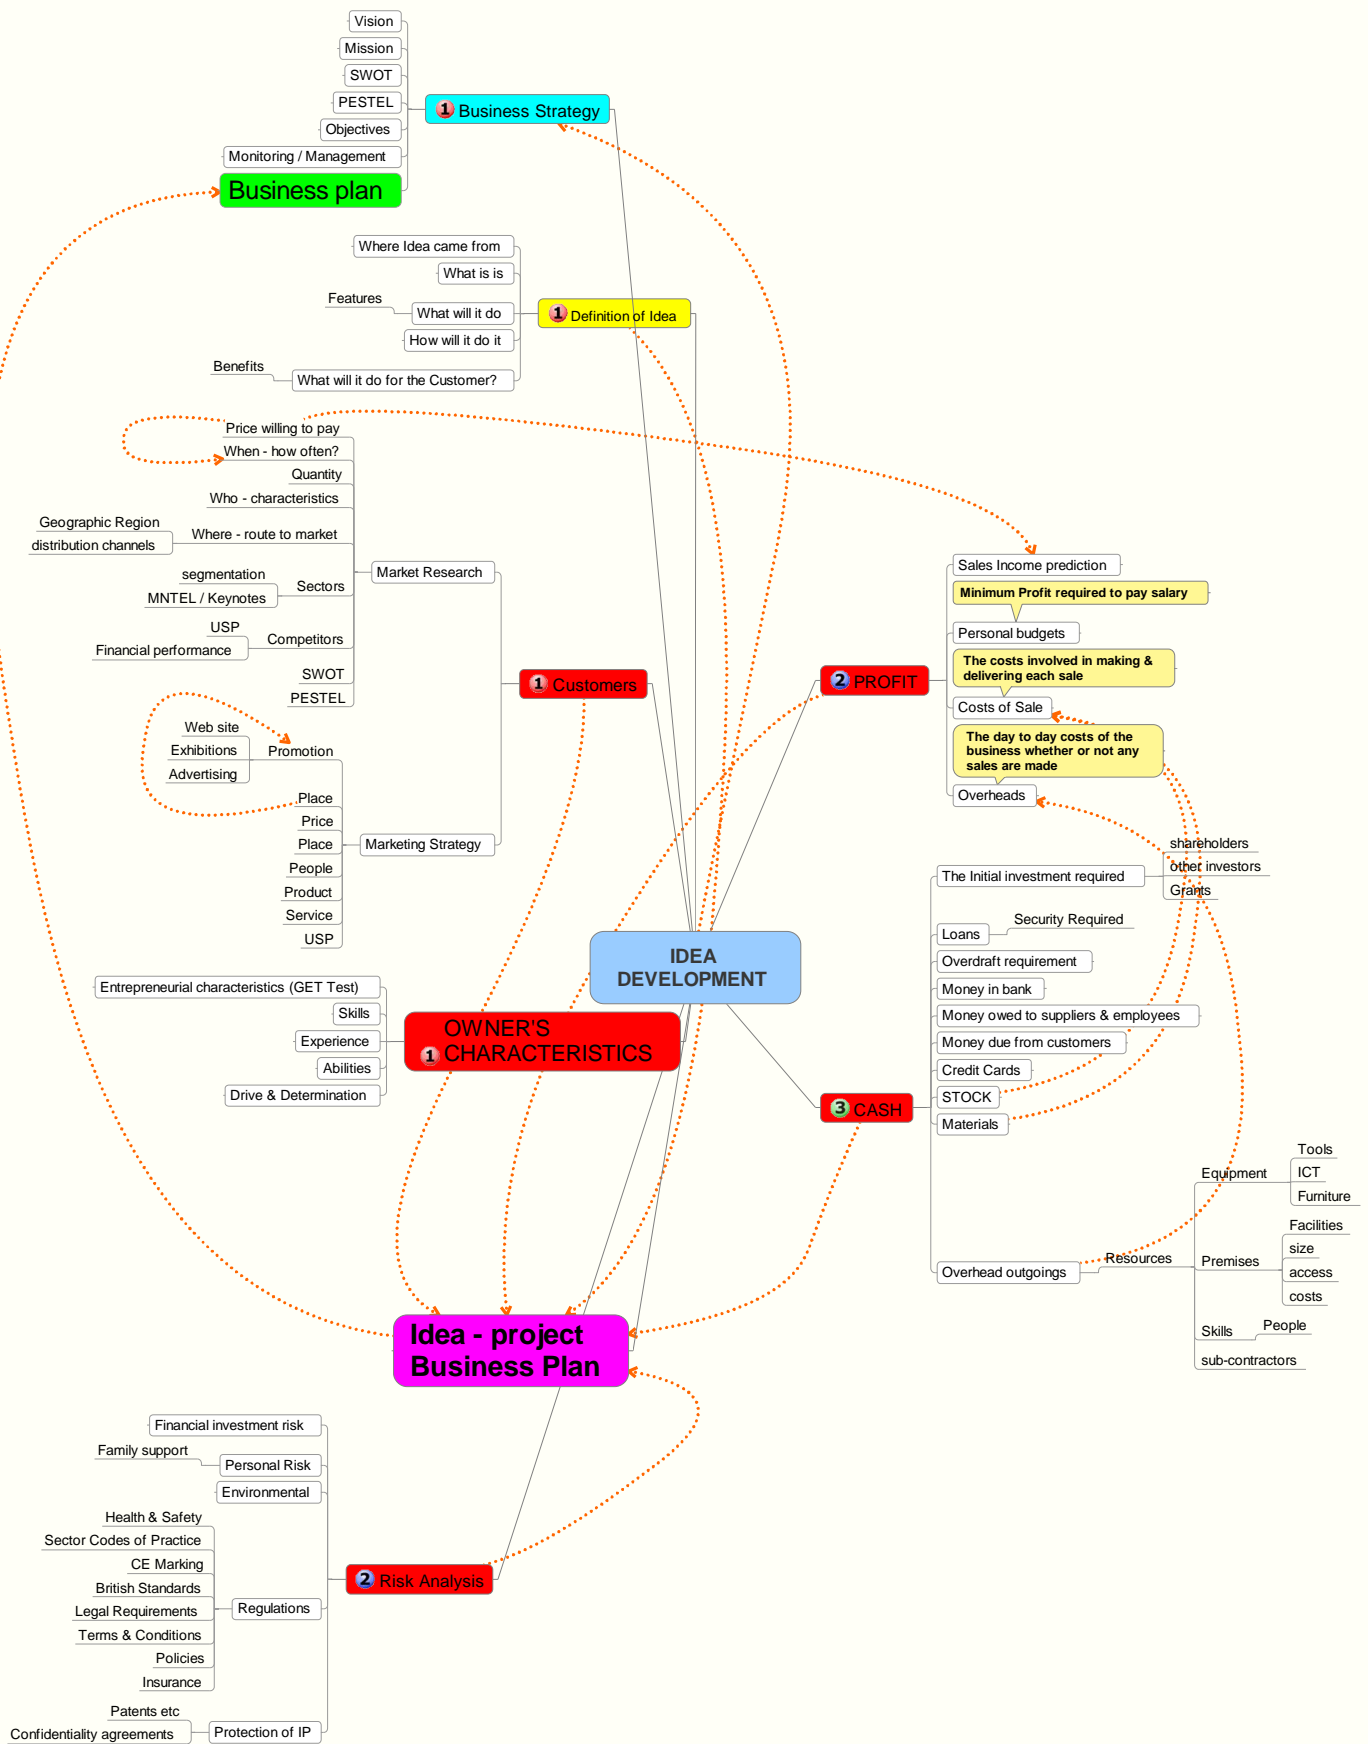 Vision
Mission
SWOT
PESTEL
Objectives
Monitoring / Management
Business plan
1 Business Strategy
Where Idea came from
What is is
Features
What will it do
How will it do it
Benefits
What will it do for the Customer?
1 Definition of Idea
Price willing to pay
When - how often?
Quantity
Who - characteristics
Geographic Region
distribution channels
Where - route to market
segmentation
MNTEL / Keynotes
Sectors
USP
Financial performance
Competitors
SWOT
PESTEL
Market Research
Web site
Exhibitions
Advertising
Promotion
Place
Price
Place
People
Product
Service
USP
Marketing Strategy
1 Customers
Entrepreneurial characteristics (GET Test)
Skills
Experience
Abilities
Drive & Determination
OWNER'S
1 CHARACTERISTICS
IDEA
DEVELOPMENT
2 PROFIT
Sales Income prediction
Minimum Profit required to pay salary
Personal budgets
The costs involved in making &
delivering each sale
Costs of Sale
The day to day costs of the
business whether or not any
sales are made
Overheads
3 CASH
The Initial investment required
shareholders
other investors
Grants
Loans
Security Required
Overdraft requirement
Money in bank
Money owed to suppliers & employees
Money due from customers
Credit Cards
STOCK
Materials
Overhead outgoings
Resources
Equipment
Tools
ICT
Furniture
Premises
Facilities
size
access
costs
Skills
People
sub-contractors
Idea - project
Business Plan
Financial investment risk
Family support
Personal Risk
Environmental
Health & Safety
Sector Codes of Practice
CE Marking
British Standards
Legal Requirements
Terms & Conditions
Policies
Insurance
Regulations
Patents etc
Confidentiality agreements
Protection of IP
2 Risk Analysis